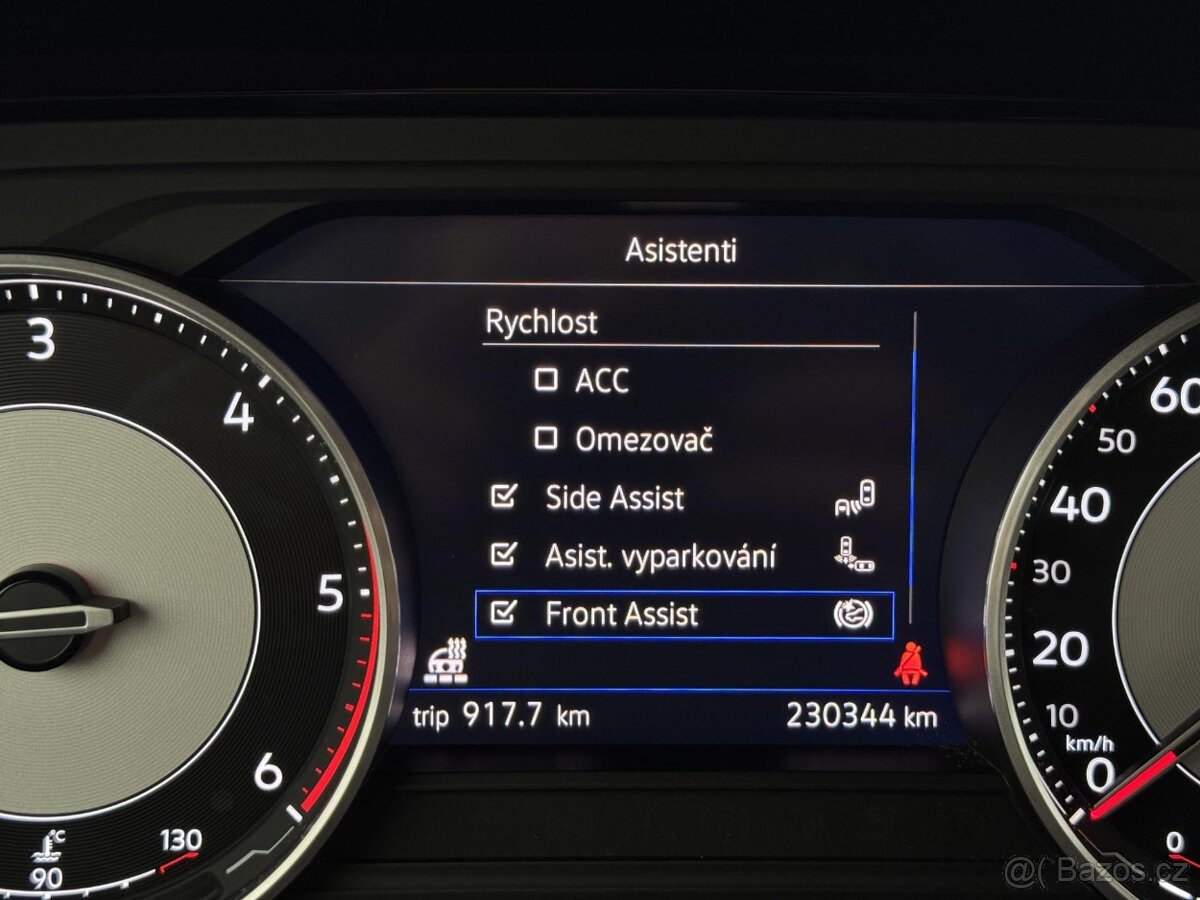 Asistenti
Rychlost
ACC
Omezovač
Side Assist
Asist. vyparkování
Front Assist
trip 917.7 km
230344 km
3
4
5
6
°C
90
130
60
50
40
30
20
10
km/h
0
0
@( Bazos.cz